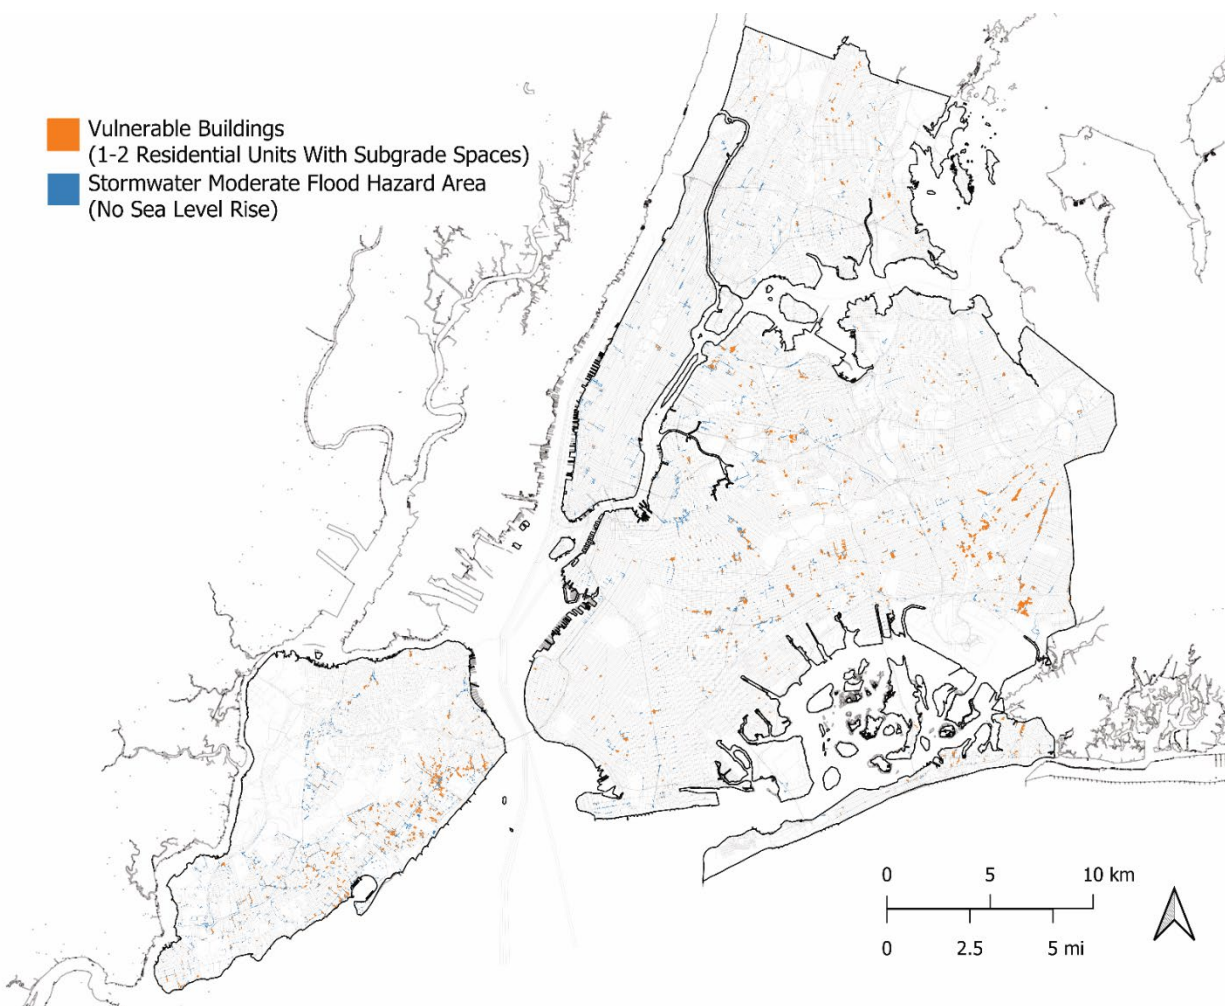 Vulnerable Buildings
(1-2 Residential Units With Subgrade Spaces)
Stormwater Moderate Flood Hazard Area
(No Sea Level Rise)
0 5 10 km
0 2.5 5 mi